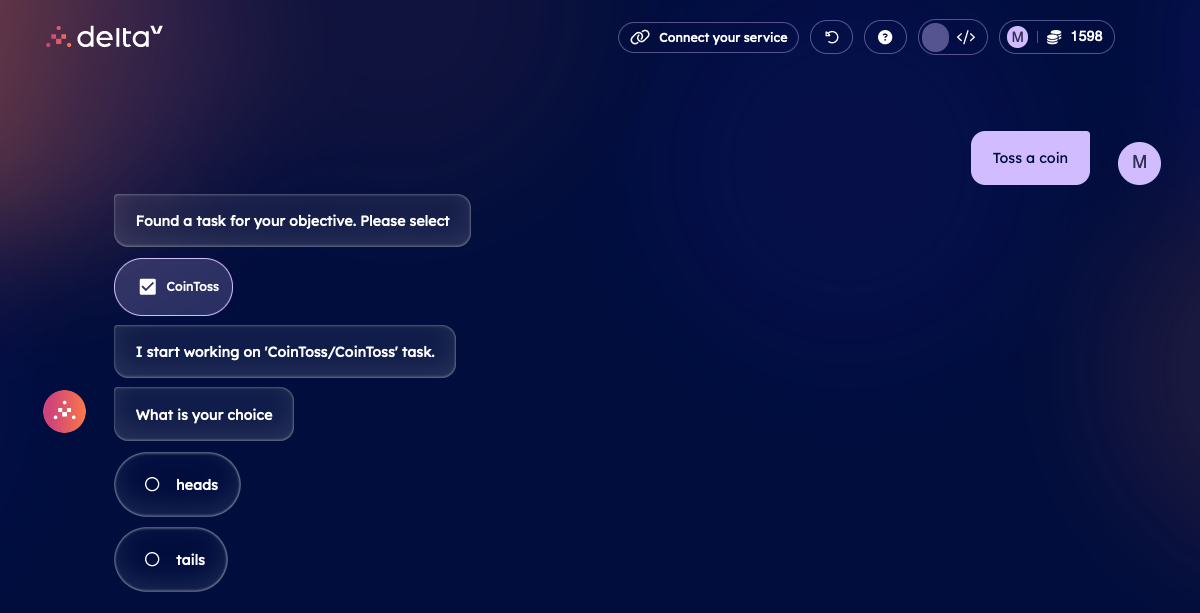 deltaV
Connect your service
?
</>
M
1598
Toss a coin
M
Found a task for your objective. Please select
CoinToss
I start working on 'CoinToss/CoinToss' task.
What is your choice
heads
tails